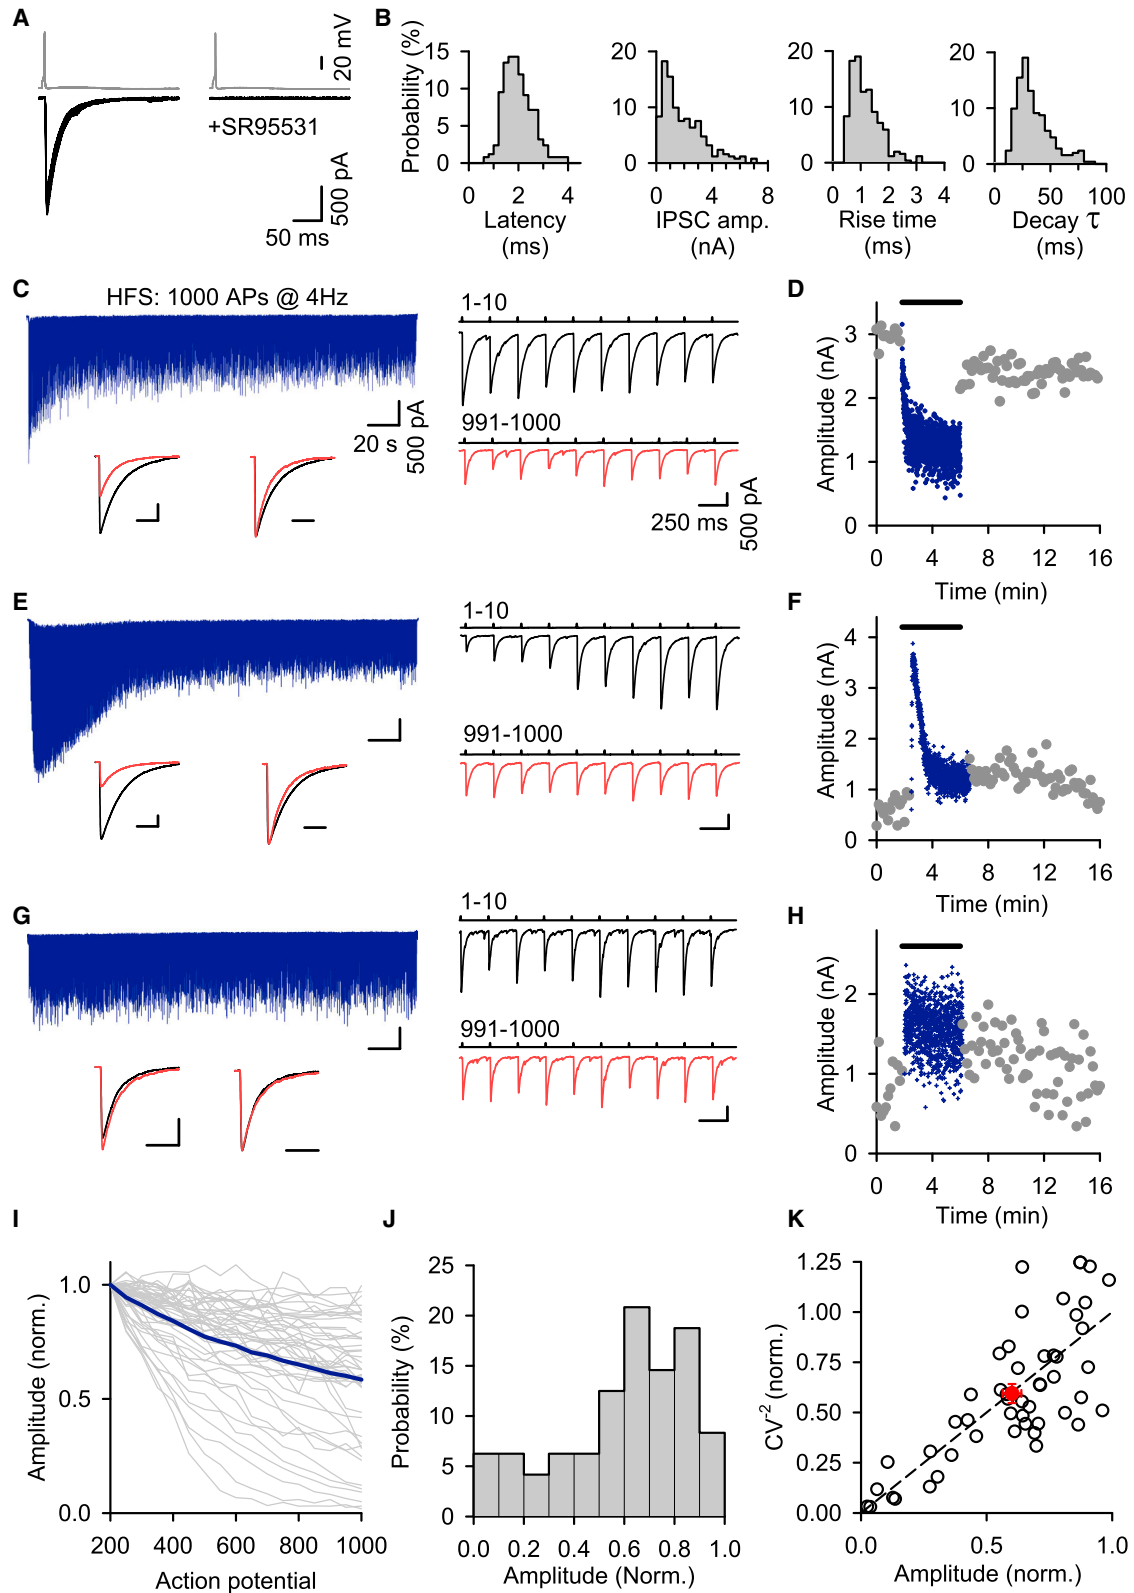 A
20 mV
+SR95531
500 pA
50 ms
B
Probability (%)
15
10
5
0
0 2 4
Latency
(ms)
20
10
0
0 4 8
IPSC amp.
(nA)
20
10
0
0 1 2 3 4
Rise time
(ms)
20
10
0
0 50 100
Decay τ
(ms)
C
HFS: 1000 APs @ 4Hz
20 s
500 pA
1-10
991-1000
250 ms
500 pA
D
Amplitude (nA)
3
2
1
0
0 4 8 12 16
Time (min)
E
1-10
991-1000
F
Amplitude (nA)
4
3
2
1
0
0 4 8 12 16
Time (min)
G
1-10
991-1000
H
Amplitude (nA)
2
1
0
0 4 8 12 16
Time (min)
I
Amplitude (norm.)
1.0
0.5
0.0
200 400 600 800 1000
Action potential
J
Probability (%)
25
20
15
10
5
0
0.0 0.2 0.4 0.6 0.8 1.0
Amplitude (Norm.)
K
CV-2 (norm.)
1.25
1.00
0.75
0.50
0.25
0.00
0.0 0.5 1.0
Amplitude (norm.)